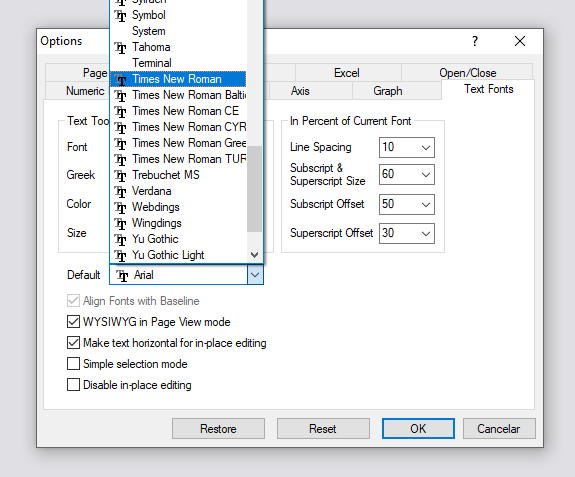 Options
?
Symbol
System
Tahoma
Terminal
Times New Roman
Times New Roman Baltic
Times New Roman CE
Times New Roman CYR
Times New Roman Gree
Times New Roman TUR
Trebuchet MS
Verdana
Webdings
Wingdings
Yu Gothic
Yu Gothic Light
Page
Excel
Open/Close
Numeric
Axis
Graph
Text Fonts
Text Too
Font
Greek
Color
Size
In Percent of Current Font
Line Spacing 10
Subscript &
Superscript Size 60
Subscript Offset 50
Superscript Offset 30
Default Arial
Align Fonts with Baseline
WYSIWYG in Page View mode
Make text horizontal for in-place editing
Simple selection mode
Disable in-place editing
Restore
Reset
OK
Cancelar